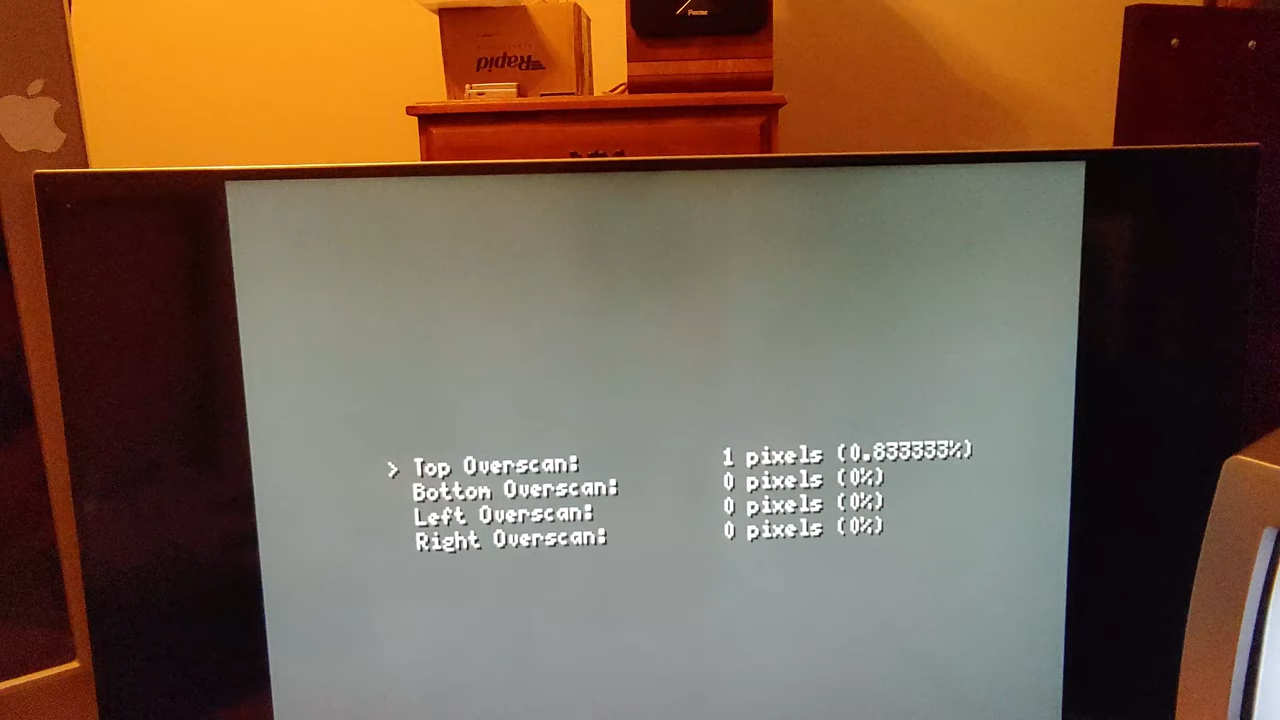 Rapid
> Top Overscan: 1 pixels (0.833333%)
Bottom Overscan: 0 pixels (0%)
Left Overscan: 0 pixels (0%)
Right Overscan: 0 pixels (0%)